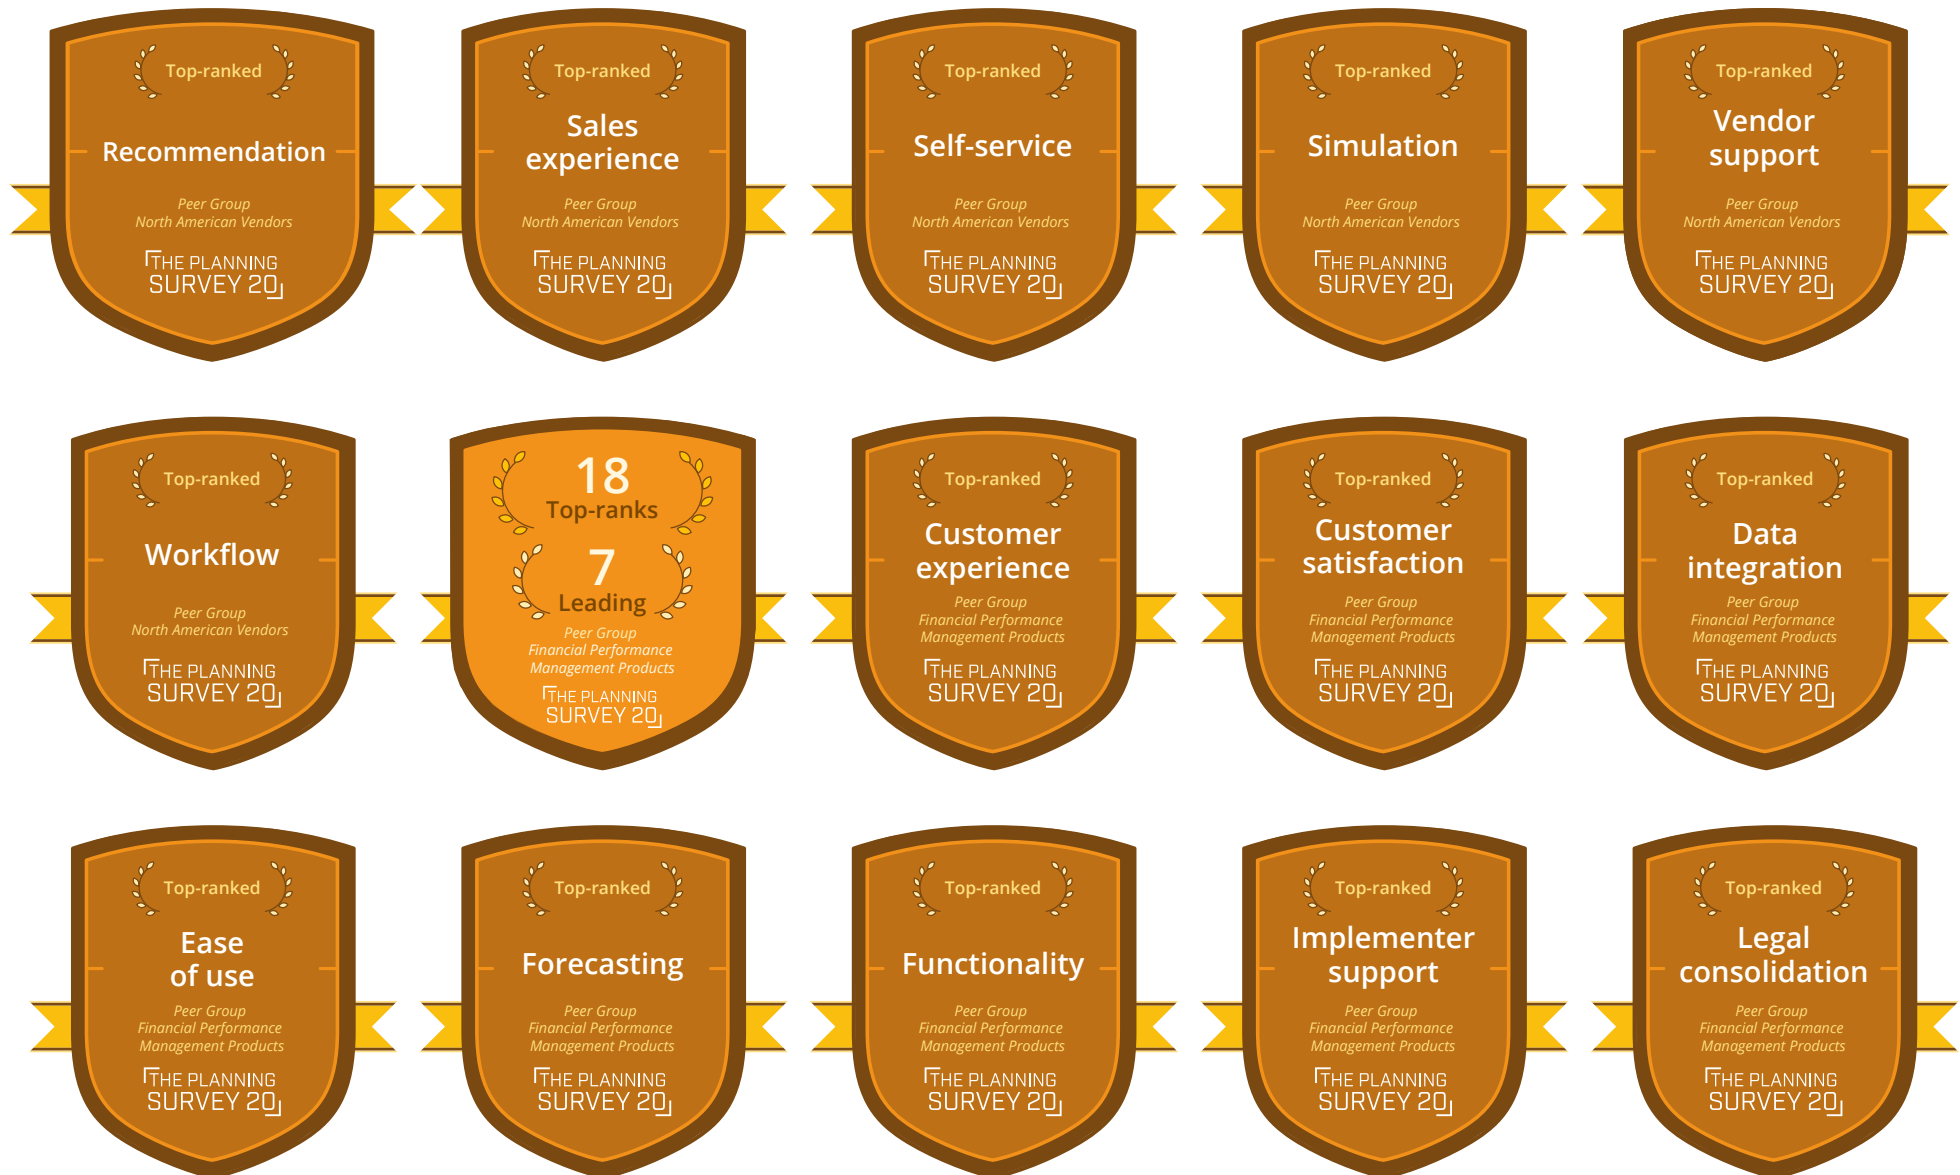 Top-ranked
Recommendation
Peer Group
North American Vendors
THE PLANNING
SURVEY 20
Top-ranked
Sales
experience
Peer Group
North American Vendors
THE PLANNING
SURVEY 20
Top-ranked
Self-service
Peer Group
North American Vendors
THE PLANNING
SURVEY 20
Top-ranked
Simulation
Peer Group
North American Vendors
THE PLANNING
SURVEY 20
Top-ranked
Vendor
support
Peer Group
North American Vendors
THE PLANNING
SURVEY 20
Top-ranked
Workflow
Peer Group
North American Vendors
THE PLANNING
SURVEY 20
18
Top-ranks
7
Leading
Peer Group
Financial Performance
Management Products
THE PLANNING
SURVEY 20
Top-ranked
Customer
experience
Peer Group
Financial Performance
Management Products
THE PLANNING
SURVEY 20
Top-ranked
Customer
satisfaction
Peer Group
Financial Performance
Management Products
THE PLANNING
SURVEY 20
Top-ranked
Data
integration
Peer Group
Financial Performance
Management Products
THE PLANNING
SURVEY 20
Top-ranked
Ease
of use
Peer Group
Financial Performance
Management Products
THE PLANNING
SURVEY 20
Top-ranked
Forecasting
Peer Group
Financial Performance
Management Products
THE PLANNING
SURVEY 20
Top-ranked
Functionality
Peer Group
Financial Performance
Management Products
THE PLANNING
SURVEY 20
Top-ranked
Implementer
support
Peer Group
Financial Performance
Management Products
THE PLANNING
SURVEY 20
Top-ranked
Legal
consolidation
Peer Group
Financial Performance
Management Products
THE PLANNING
SURVEY 20